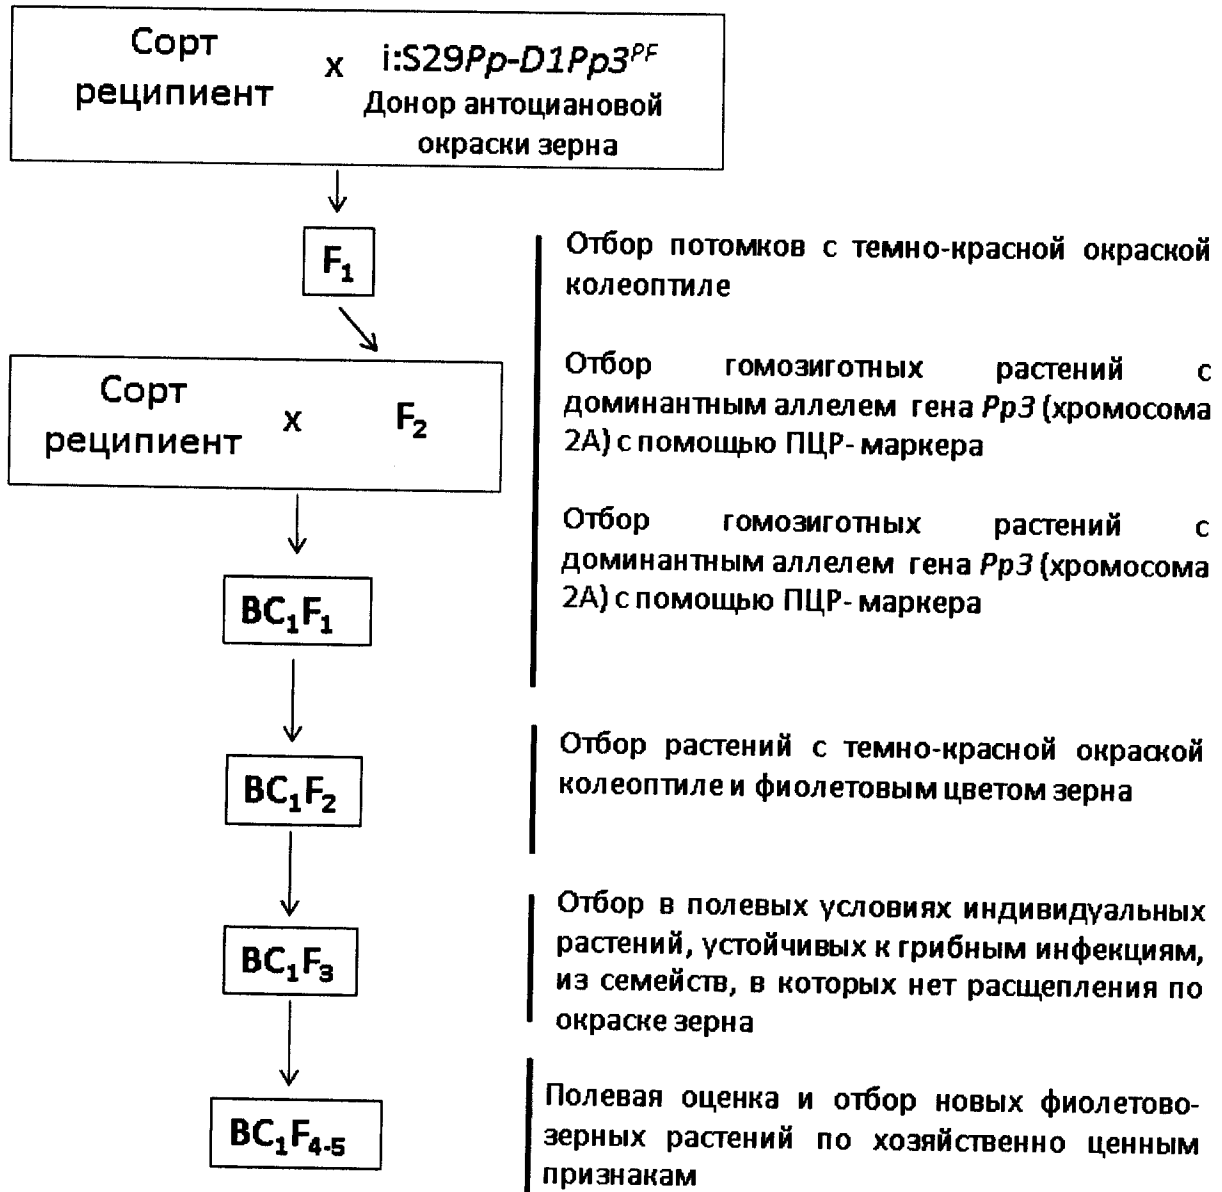 Сорт
реципиент
x
i:S29Pp-D1Pp3^PF
Донор антоциановой
окраски зерна
F₁
Отбор потомков с темно-красной окраской
колеоптиле
Сорт
реципиент
x
F₂
Отбор гомозиготных растений с
доминантным аллелем гена Pp3 (хромосома
2А) с помощью ПЦР- маркера
Отбор гомозиготных растений с
доминантным аллелем гена Pp3 (хромосома
2А) с помощью ПЦР- маркера
BC₁F₁
BC₁F₂
Отбор растений с темно-красной окраской
колеоптиле и фиолетовым цветом зерна
BC₁F₃
Отбор в полевых условиях индивидуальных
растений, устойчивых к грибным инфекциям,
из семейств, в которых нет расщепления по
окраске зерна
BC₁F₄₋₅
Полевая оценка и отбор новых фиолетово-
зерных растений по хозяйственно ценным
признакам